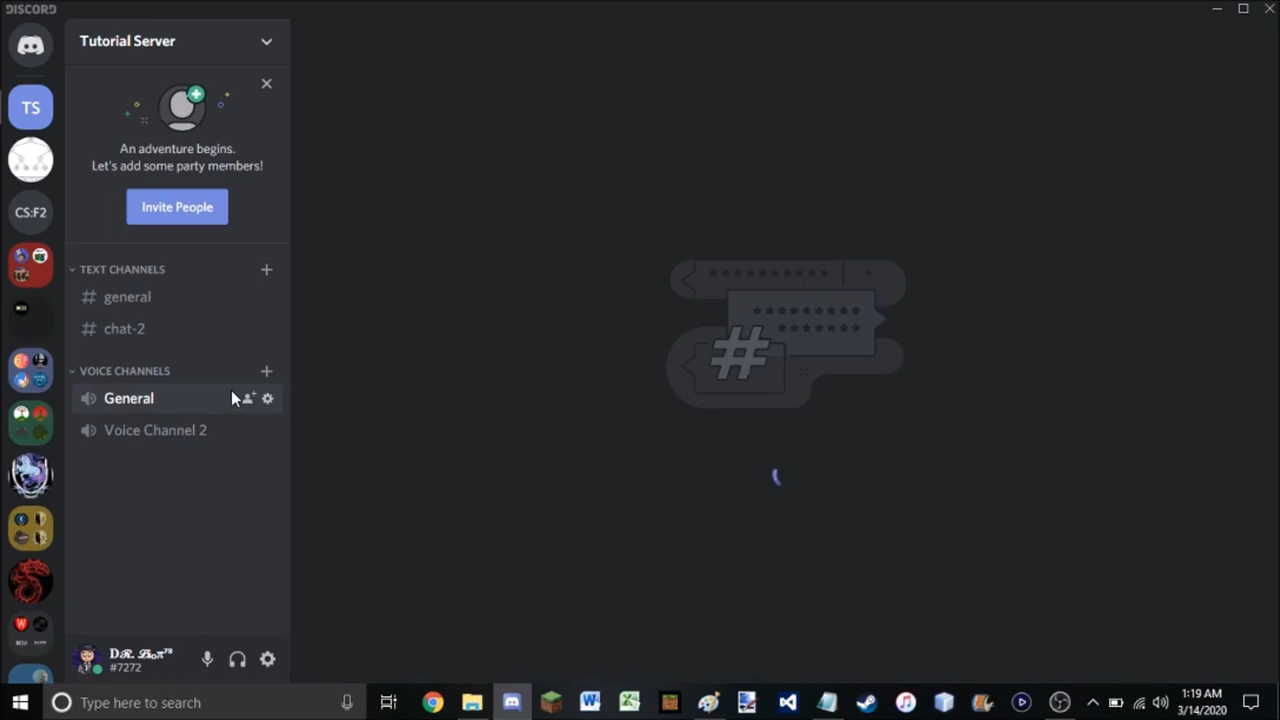 DISCORD
Tutorial Server
An adventure begins.
Let's add some party members!
Invite People
TS
CS:F2
TEXT CHANNELS
general
chat-2
VOICE CHANNELS
General
Voice Channel 2
#7272
Type here to search
1:19 AM
3/14/2020